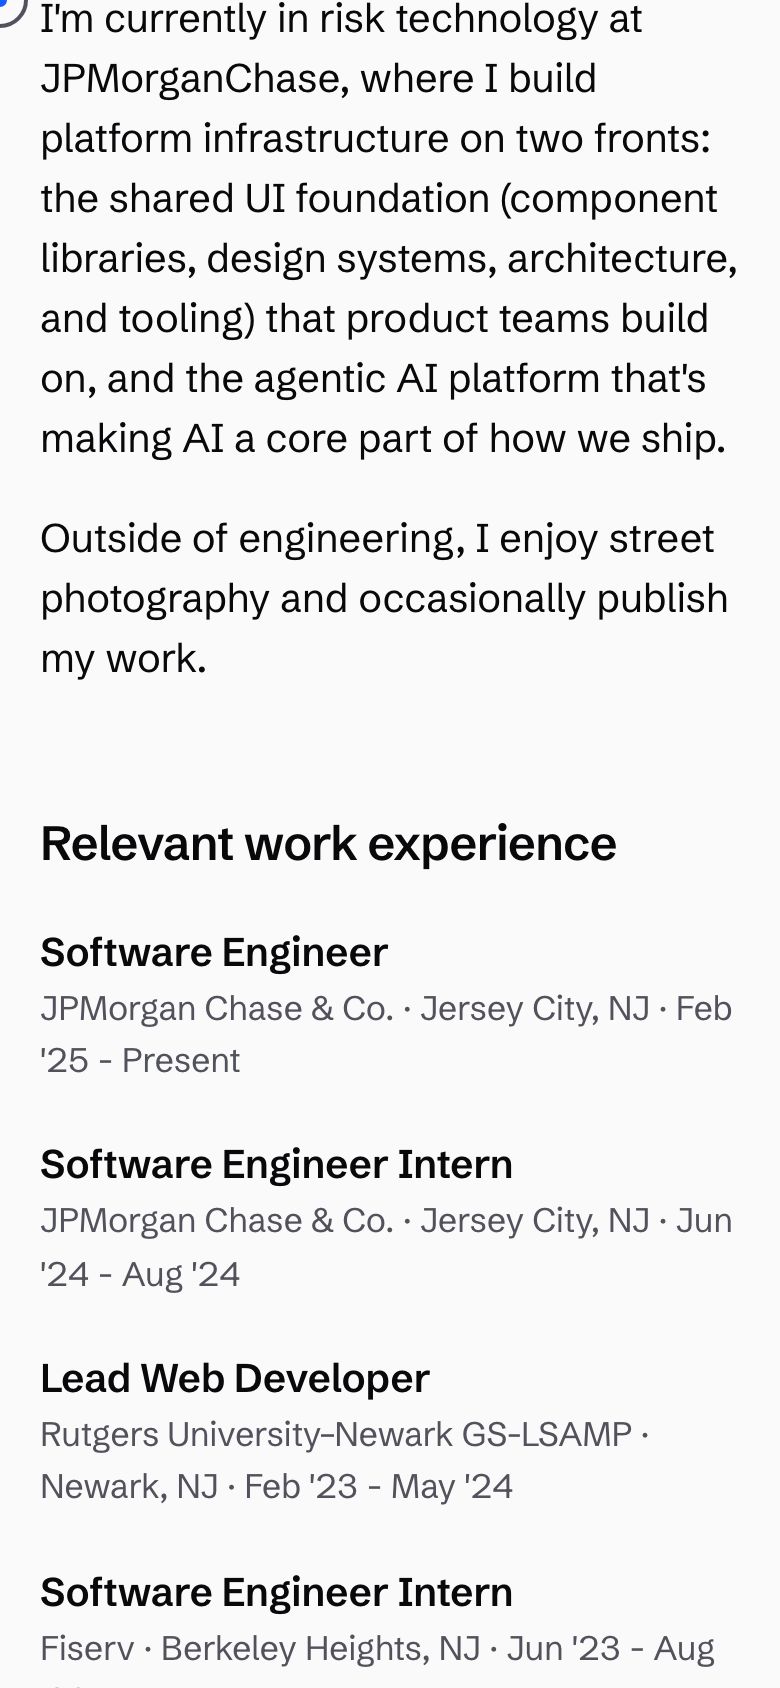 I'm currently in risk technology at
JPMorganChase, where I build
platform infrastructure on two fronts:
the shared UI foundation (component
libraries, design systems, architecture,
and tooling) that product teams build
on, and the agentic AI platform that's
making AI a core part of how we ship.
Outside of engineering, I enjoy street
photography and occasionally publish
my work.
Relevant work experience
Software Engineer
JPMorgan Chase & Co. · Jersey City, NJ · Feb
'25 - Present
Software Engineer Intern
JPMorgan Chase & Co. · Jersey City, NJ · Jun
'24 - Aug '24
Lead Web Developer
Rutgers University–Newark GS-LSAMP ·
Newark, NJ · Feb '23 - May '24
Software Engineer Intern
Fiserv · Berkeley Heights, NJ · Jun '23 - Aug